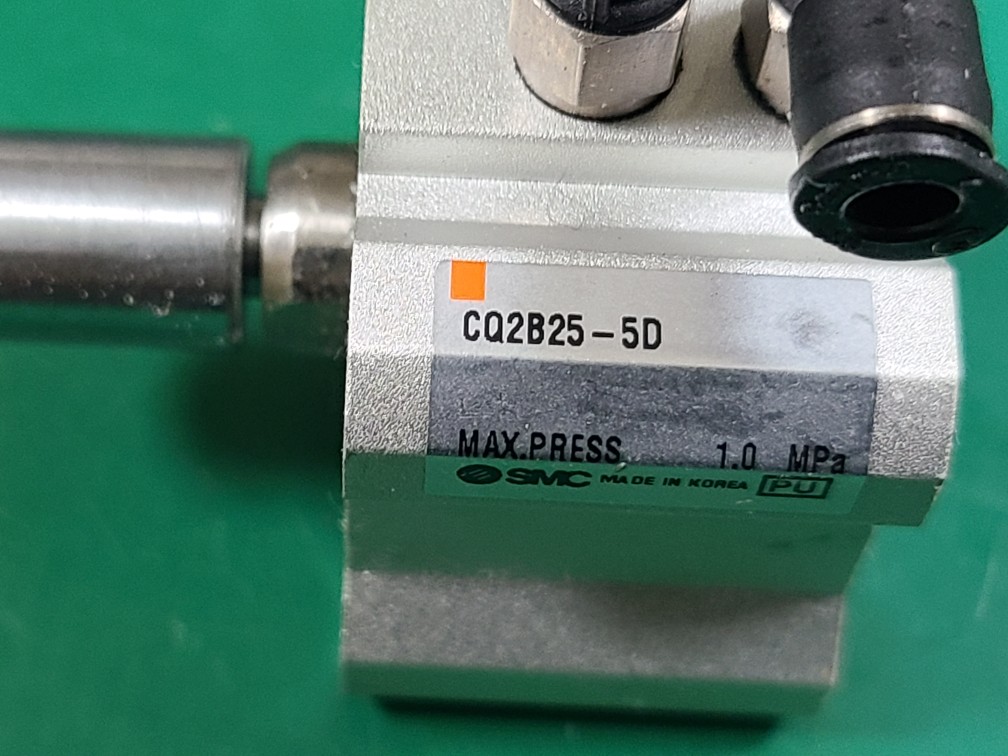 CQ2B25-5D
MAX.PRESS 1.0 MPa
SMC MADE IN KOREA PU